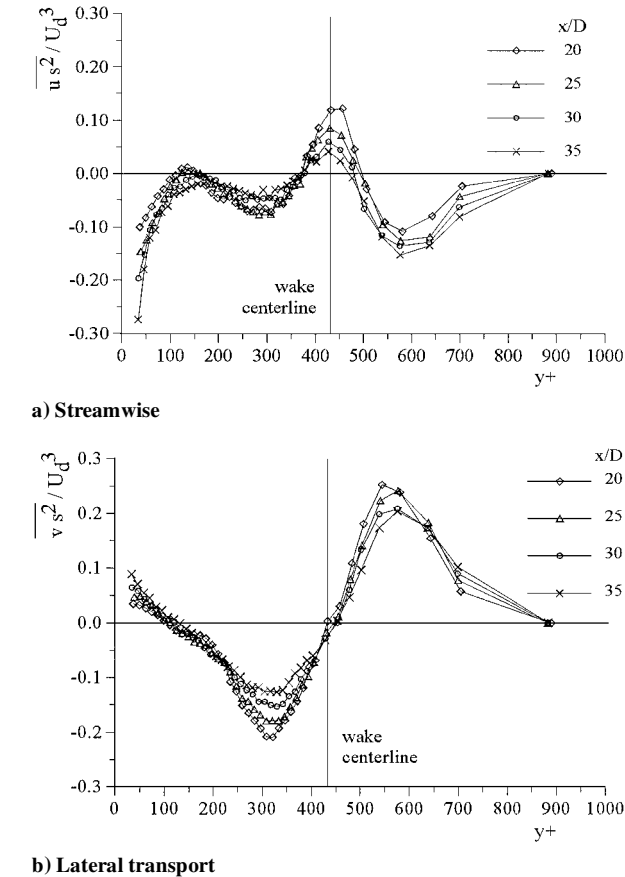 u s² / U_d³
0.30
0.20
0.10
0.00
-0.10
-0.20
-0.30
x/D
20
25
30
35
wake
centerline
0 100 200 300 400 500 600 700 800 900 1000
y+
a) Streamwise
v s² / U_d³
0.3
0.2
0.1
0.0
-0.1
-0.2
-0.3
x/D
20
25
30
35
wake
centerline
0 100 200 300 400 500 600 700 800 900 1000
y+
b) Lateral transport